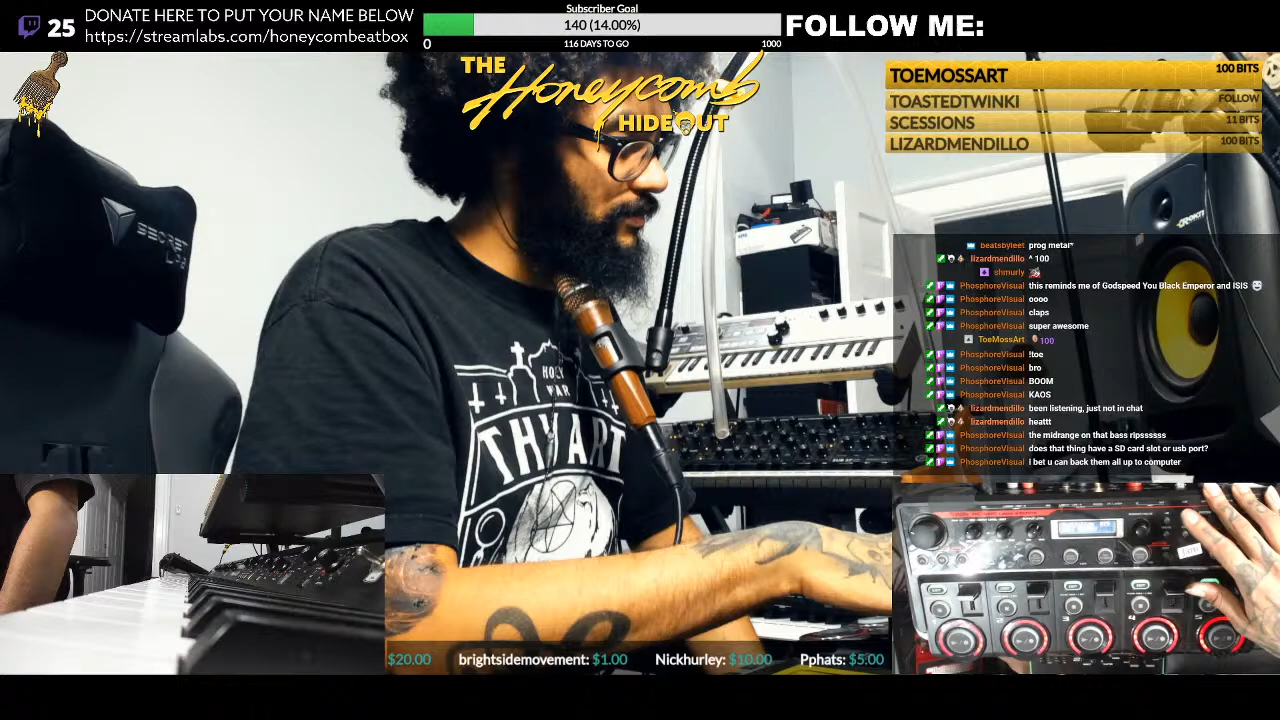 25
DONATE HERE TO PUT YOUR NAME BELOW
https://streamlabs.com/honeycombeatbox
Subscriber Goal
140 (14.00%)
0 116 DAYS TO GO 1000
FOLLOW ME:
THE
Honeycomb
HIDEOUT
TOEMOSSART 100 BITS
TOASTEDTWINKI FOLLOW
SCESSIONS 11 BITS
LIZARDMENDILLO 100 BITS
SECRET
LAB
ROKIT
beatsbyleet prog metal*
lizardmendillo ^ 100
shmurly
PhosphoreVisual this reminds me of Godspeed You Black Emperor and ISIS
PhosphoreVisual oooo
PhosphoreVisual claps
PhosphoreVisual super awesome
ToeMossArt 100
PhosphoreVisual !toe
PhosphoreVisual bro
PhosphoreVisual BOOM
PhosphoreVisual KAOS
lizardmendillo been listening, just not in chat
lizardmendillo heattt
PhosphoreVisual the midrange on that bass ripssssss
PhosphoreVisual does that thing have a SD card slot or usb port?
PhosphoreVisual I bet u can back them all up to computer
HOLY
WAR
THY ART
$20.00 brightsidemovement: $1.00 Nickhurley: $10.00 Pphats: $5.00